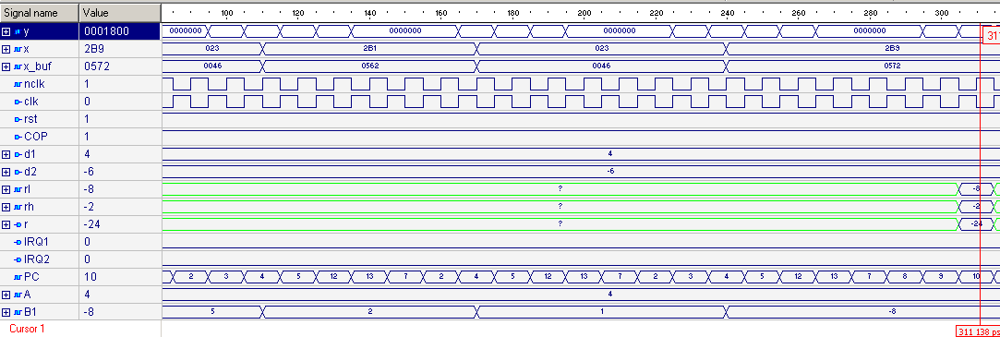 Signal name Value 100 120 140 160 180 200 220 240 260 280 300
y 0001800 0000000 0000000 0000000 0000000 311
x 2B9 023 2B1 023 2B9
x_buf 0572 0046 0562 0046 0572
nclk 1
clk 0
rst 1
COP 1
d1 4 4
d2 -6 -6
rl -8 ? -8
rh -2 ? -2
r -24 ? -24
IRQ1 0
IRQ2 0
PC 10 2 3 4 5 12 13 7 2 4 5 12 13 7 2 3 4 5 12 13 7 8 9 10
A 4 4
B1 -8 5 2 1 -8
Cursor 1 311 138 ps